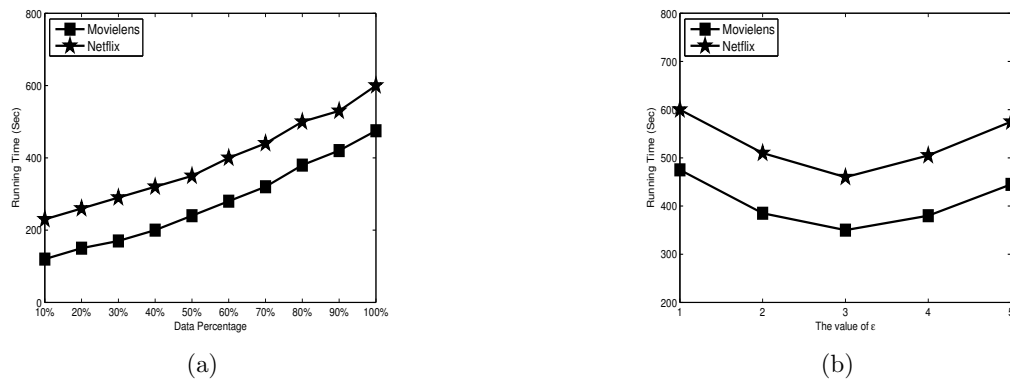 800
600
400
200
0
Running Time (Sec)
Movielens
Netflix
10% 20% 30% 40% 50% 60% 70% 80% 90% 100%
Data Percentage
(a)
800
700
600
500
400
300
200
Running Time (Sec)
Movielens
Netflix
1 2 3 4 5
The value of ε
(b)